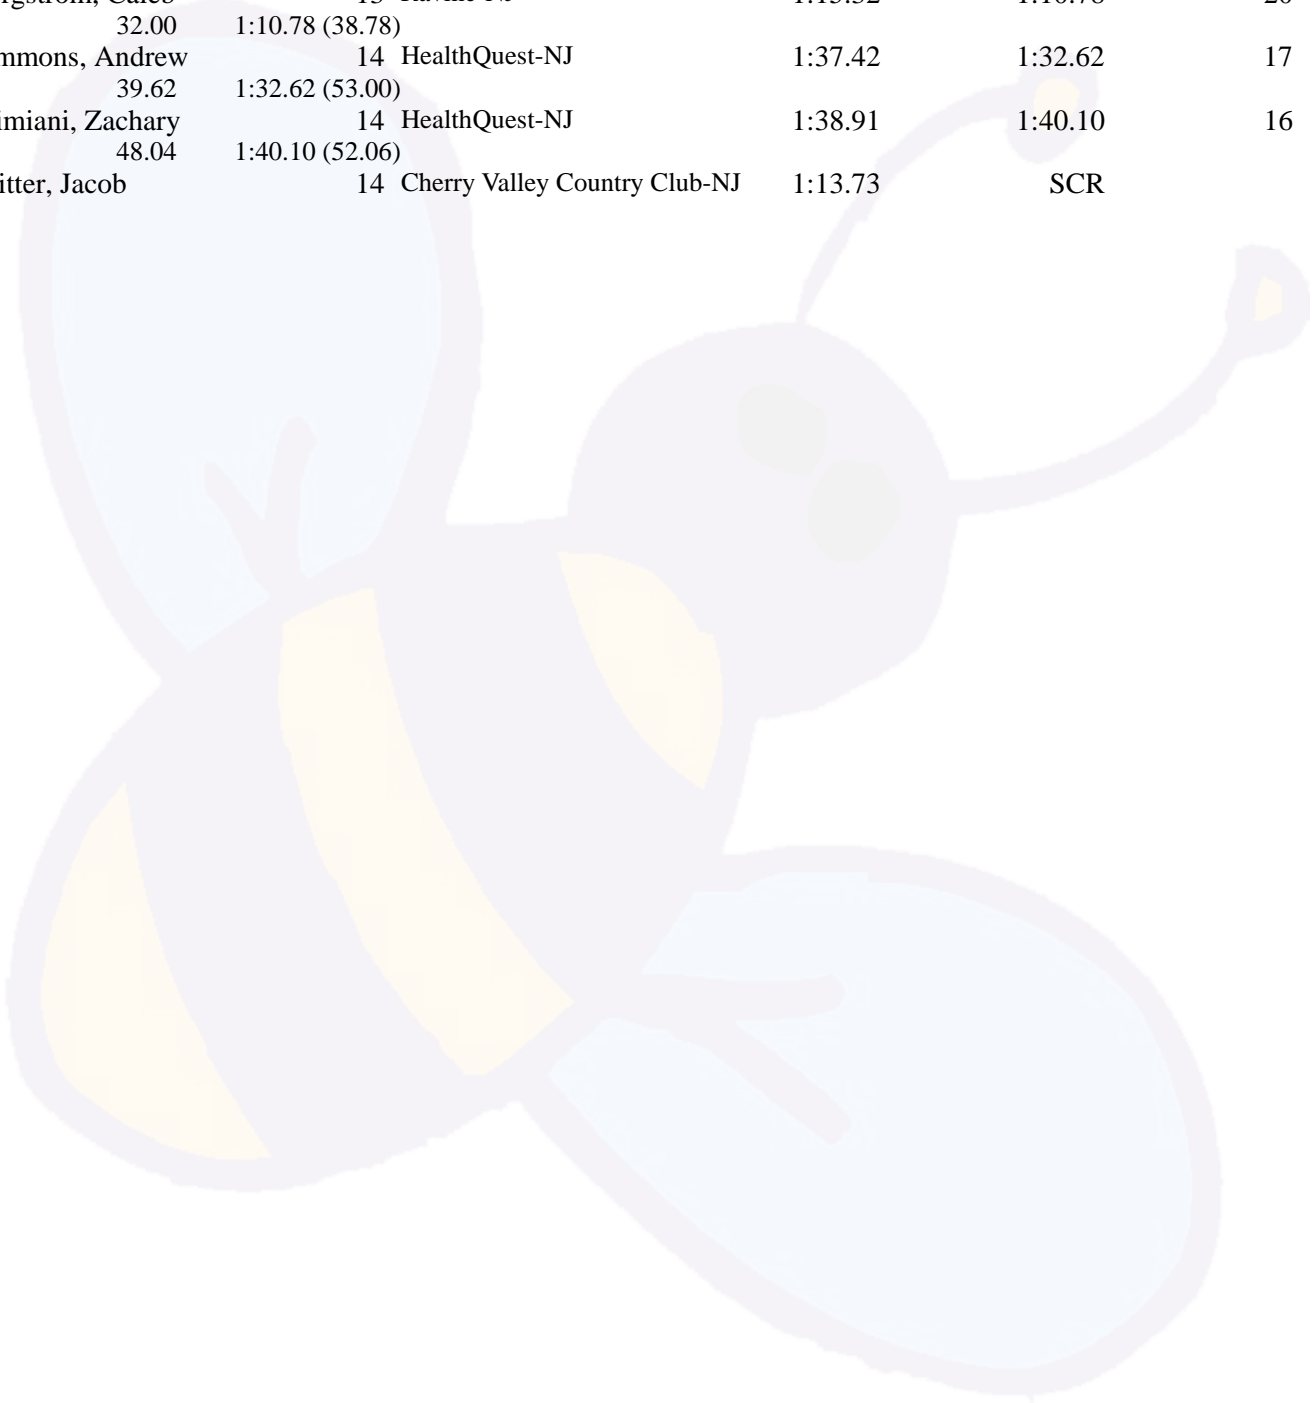 32.00 1:10.78 (38.78)
mmons, Andrew 14 HealthQuest-NJ 1:37.42 1:32.62 17
39.62 1:32.62 (53.00)
imiani, Zachary 14 HealthQuest-NJ 1:38.91 1:40.10 16
48.04 1:40.10 (52.06)
itter, Jacob 14 Cherry Valley Country Club-NJ 1:13.73 SCR